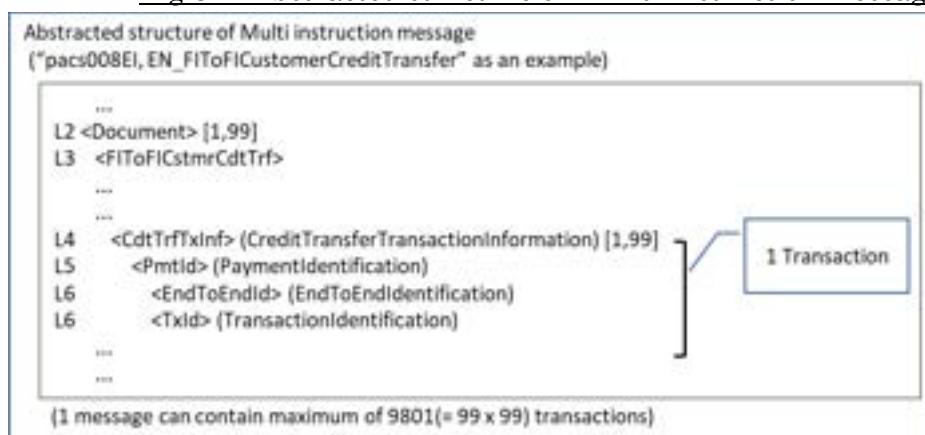 Abstracted structure of Multi instruction message
("pacs008EI, EN_FIToFICustomerCreditTransfer" as an example)
...
L2 <Document> [1,99]
L3 <FIToFICstmrCdtTrf>
...
...
L4 <CdtTrfTxInf> (CreditTransferTransactionInformation) [1,99]
1 Transaction
L5 <PmtId> (PaymentIdentification)
L6 <EndToEndId> (EndToEndIdentification)
L6 <TxId> (TransactionIdentification)
...
...
(1 message can contain maximum of 9801(= 99 x 99) transactions)